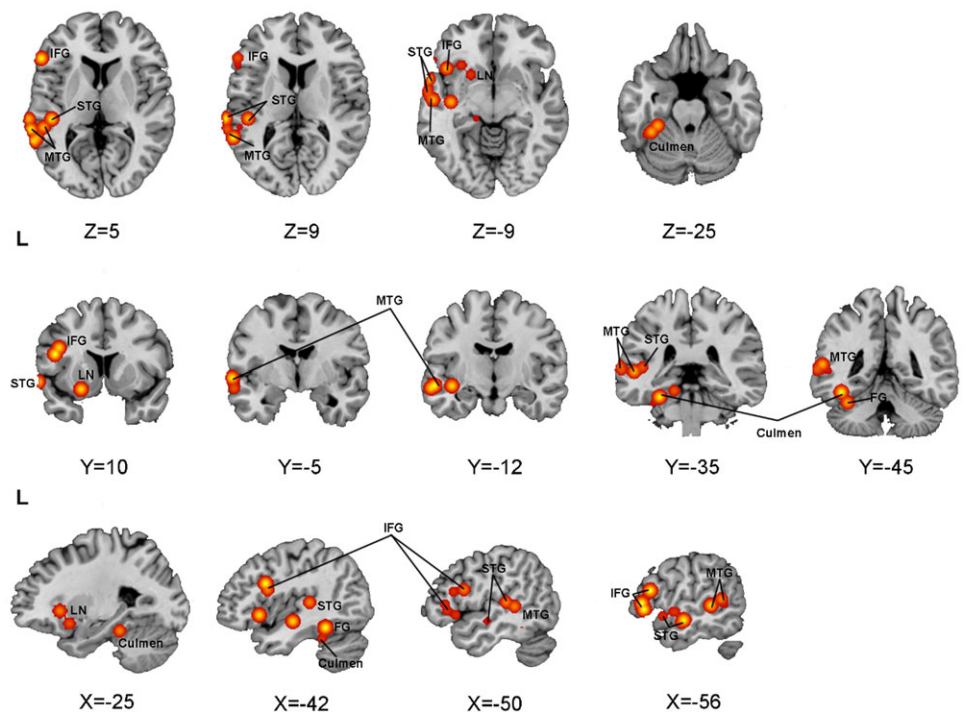 IFG
STG
MTG
IFG
STG
MTG
STG
IFG
LN
MTG
Culmen
Z=5
Z=9
Z=-9
Z=-25
L
IFG
STG
LN
MTG
MTG
STG
MTG
FG
Culmen
Y=10
Y=-5
Y=-12
Y=-35
Y=-45
L
LN
Culmen
IFG
STG
FG
Culmen
STG
MTG
IFG
MTG
STG
X=-25
X=-42
X=-50
X=-56